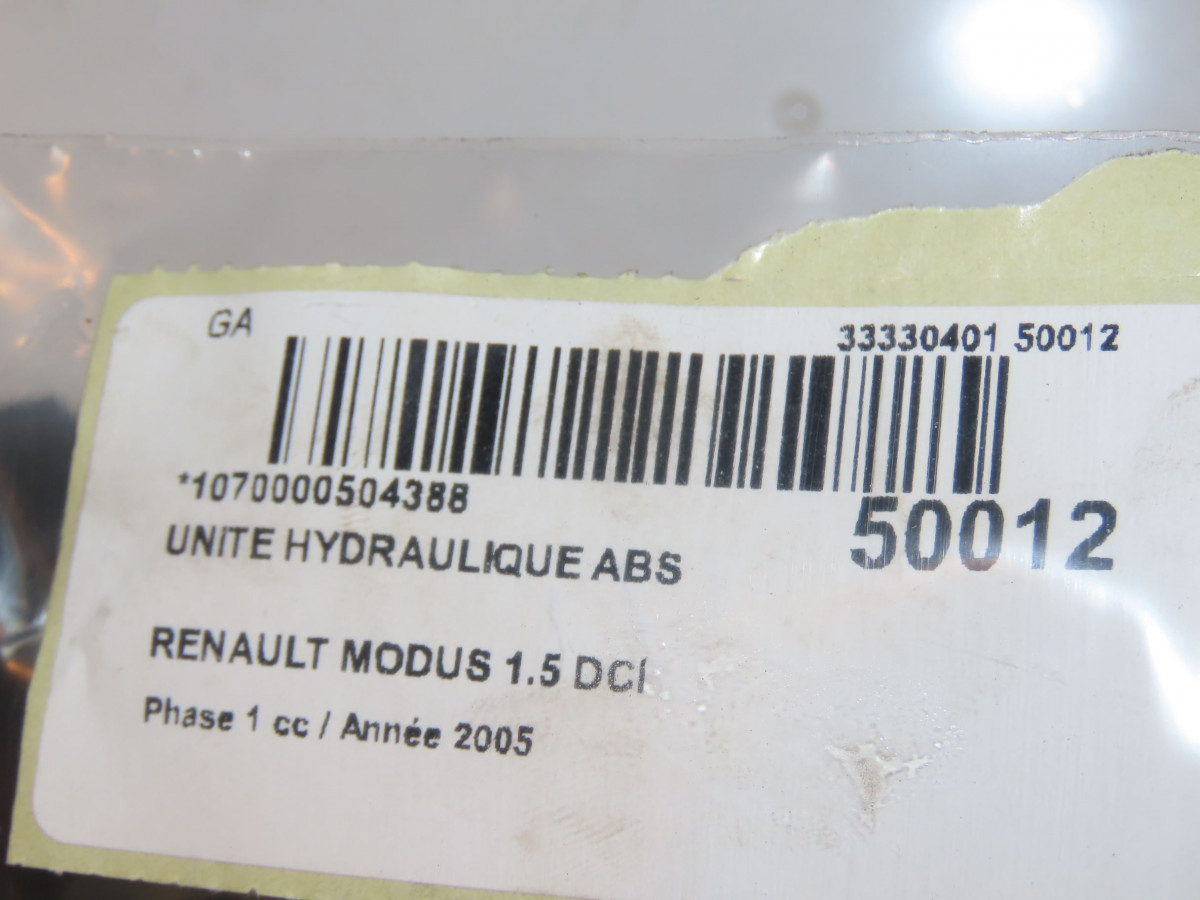 GA
33330401 50012
*1070000504388
50012
UNITE HYDRAULIQUE ABS
RENAULT MODUS 1.5 DCI
Phase 1 cc / Année 2005